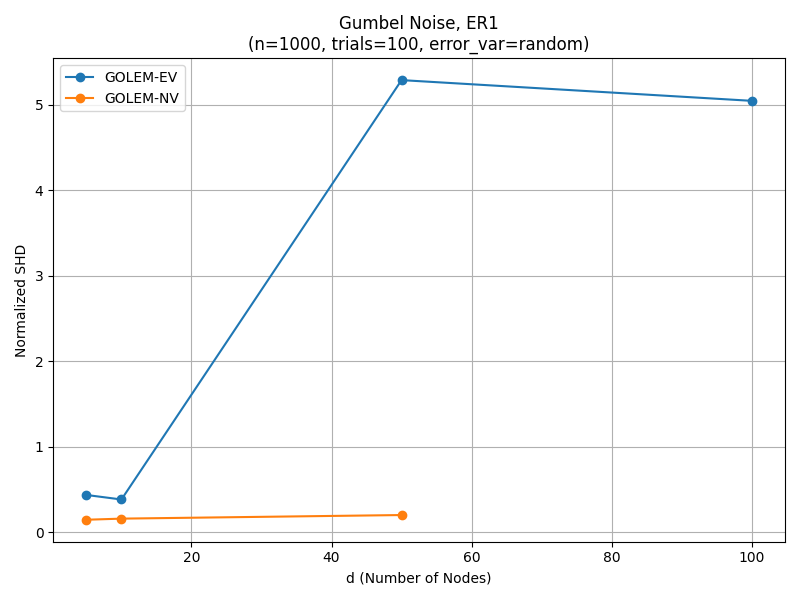 Gumbel Noise, ER1
(n=1000, trials=100, error_var=random)
GOLEM-EV
GOLEM-NV
Normalized SHD
5
4
3
2
1
0
20 40 60 80 100
d (Number of Nodes)